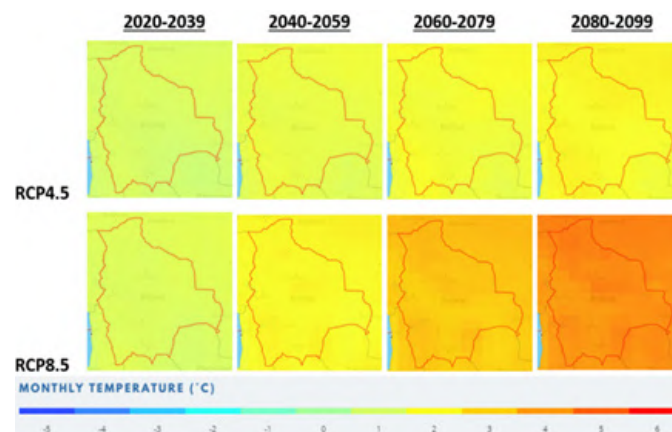 2020-2039 2040-2059 2060-2079 2080-2099
RCP4.5
RCP8.5
MONTHLY TEMPERATURE (°C)
-5 -4 -3 -2 -1 0 1 2 3 4 5 6